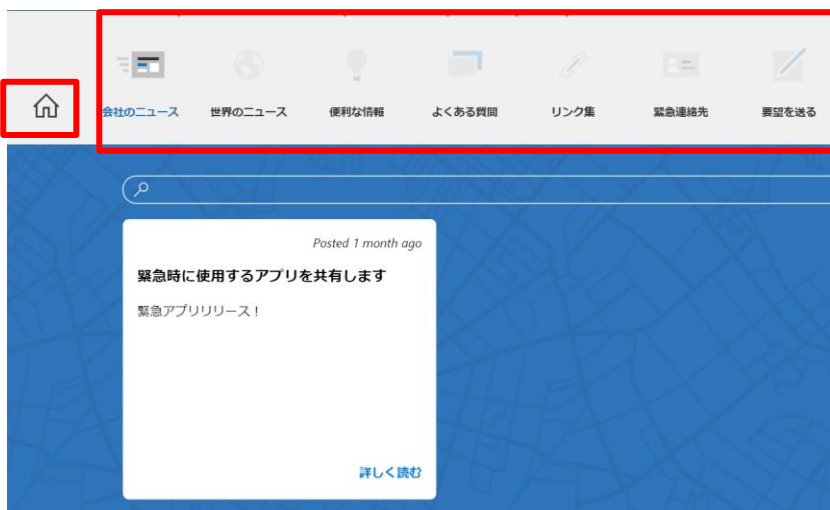 会社のニュース 世界のニュース 便利な情報 よくある質問 リンク集 緊急連絡先 要望を送る
Posted 1 month ago
緊急時に使用するアプリを共有します
緊急アプリリリース！
詳しく読む